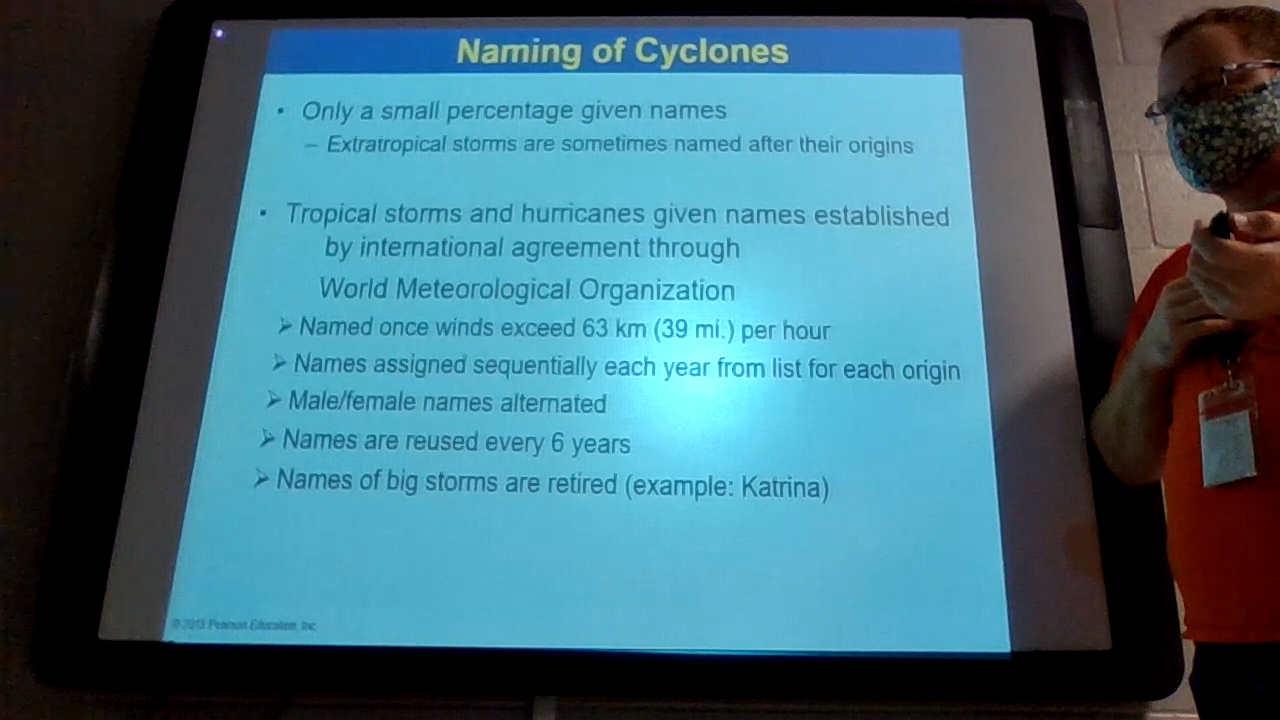 Naming of Cyclones
• Only a small percentage given names
– Extratropical storms are sometimes named after their origins
• Tropical storms and hurricanes given names established
by international agreement through
World Meteorological Organization
➢ Named once winds exceed 63 km (39 mi.) per hour
➢ Names assigned sequentially each year from list for each origin
➢ Male/female names alternated
➢ Names are reused every 6 years
➢ Names of big storms are retired (example: Katrina)
Pearson Education, Inc.